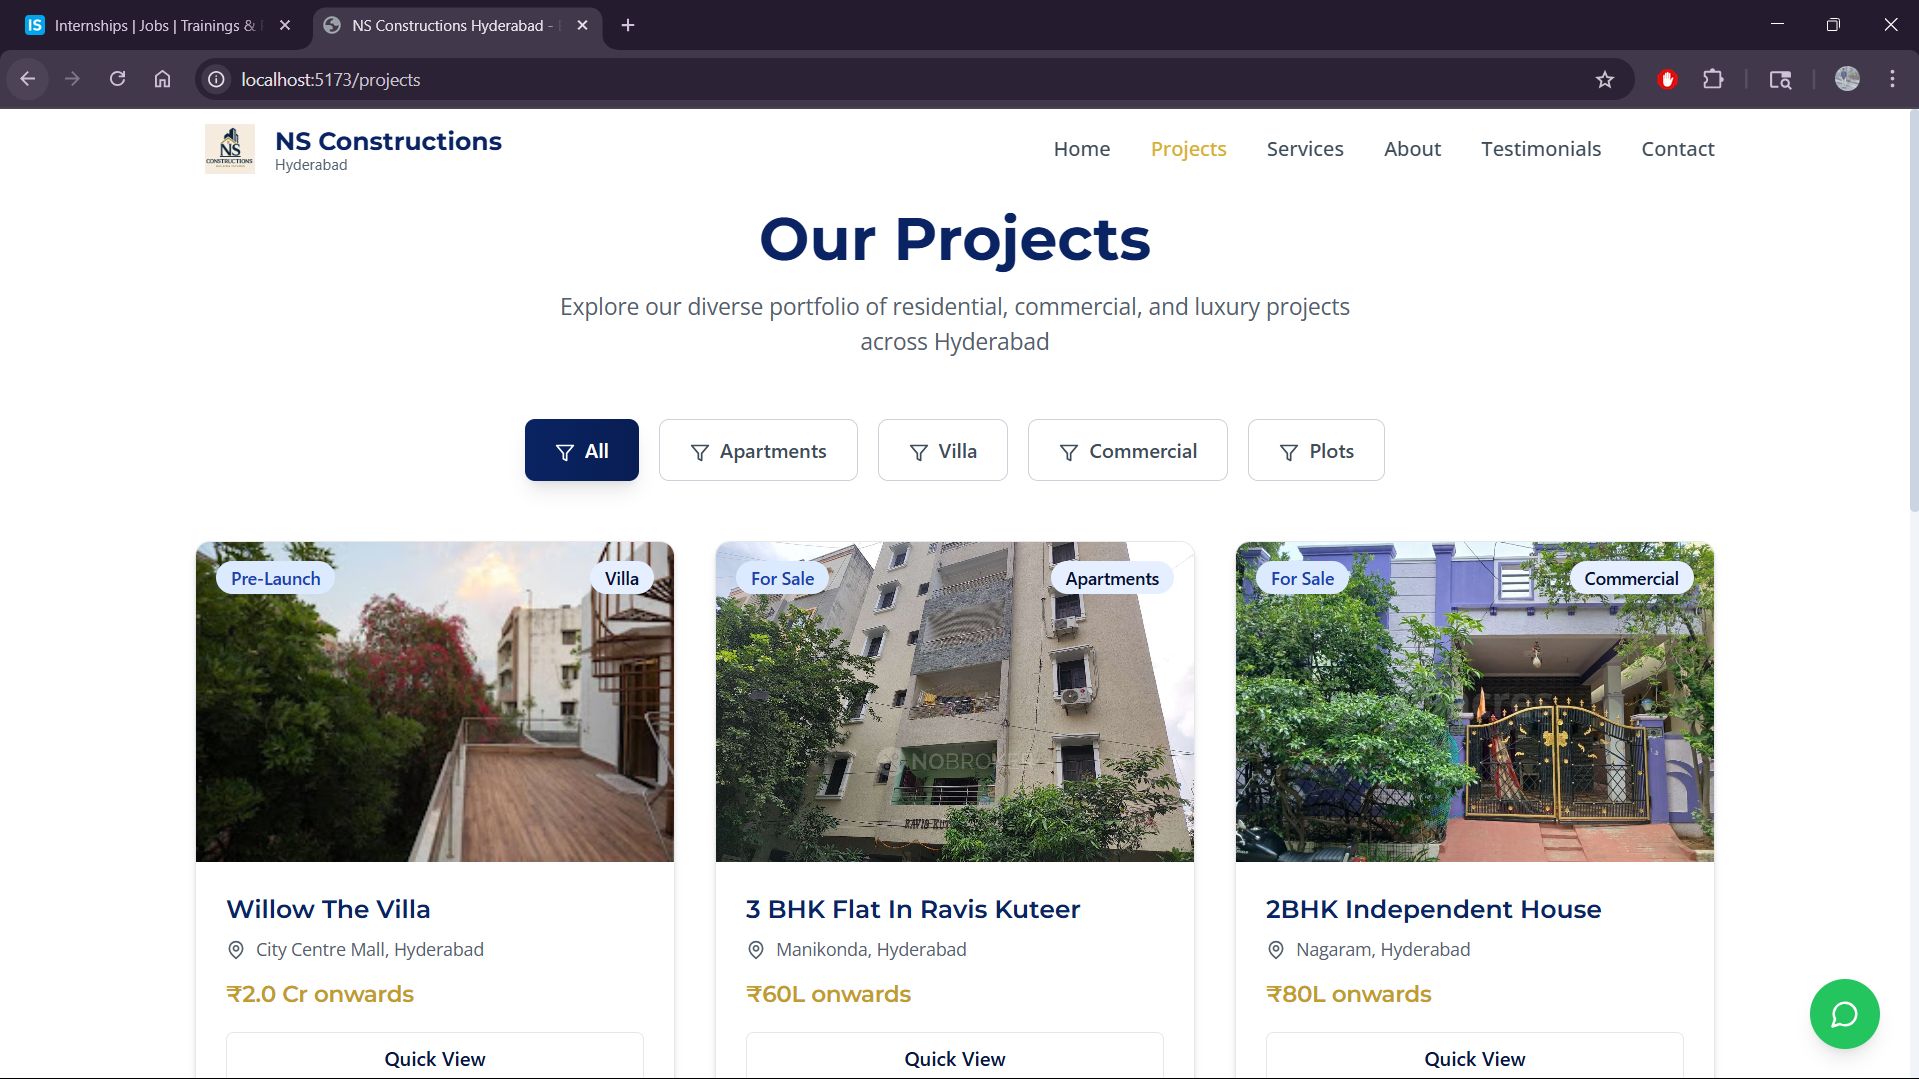 IS Internships | Jobs | Trainings &
NS Constructions Hyderabad -
localhost:5173/projects
NS
CONSTRUCTIONS
NS Constructions
Hyderabad
Home
Projects
Services
About
Testimonials
Contact
Our Projects
Explore our diverse portfolio of residential, commercial, and luxury projects
across Hyderabad
All
Apartments
Villa
Commercial
Plots
Pre-Launch
Villa
For Sale
Apartments
For Sale
Commercial
NOBROKER
Willow The Villa
City Centre Mall, Hyderabad
₹2.0 Cr onwards
Quick View
3 BHK Flat In Ravis Kuteer
Manikonda, Hyderabad
₹60L onwards
Quick View
2BHK Independent House
Nagaram, Hyderabad
₹80L onwards
Quick View